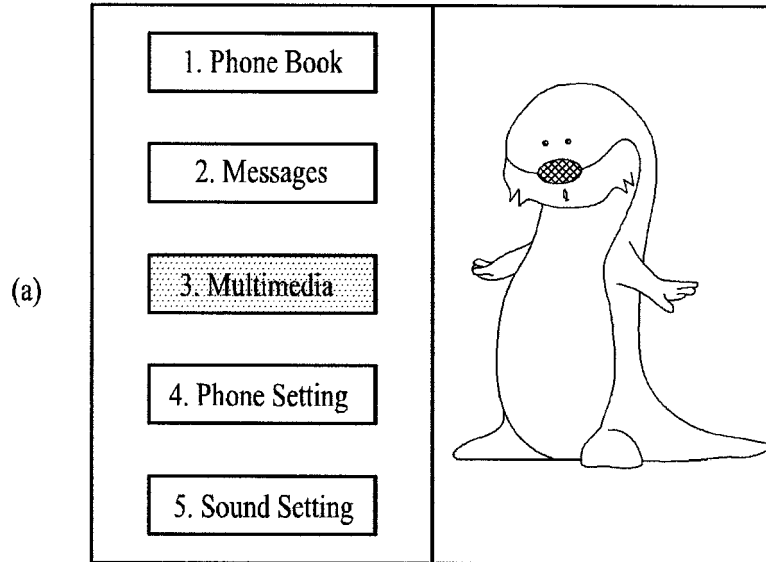 1. Phone Book
2. Messages
(a)
3. Multimedia
4. Phone Setting
5. Sound Setting